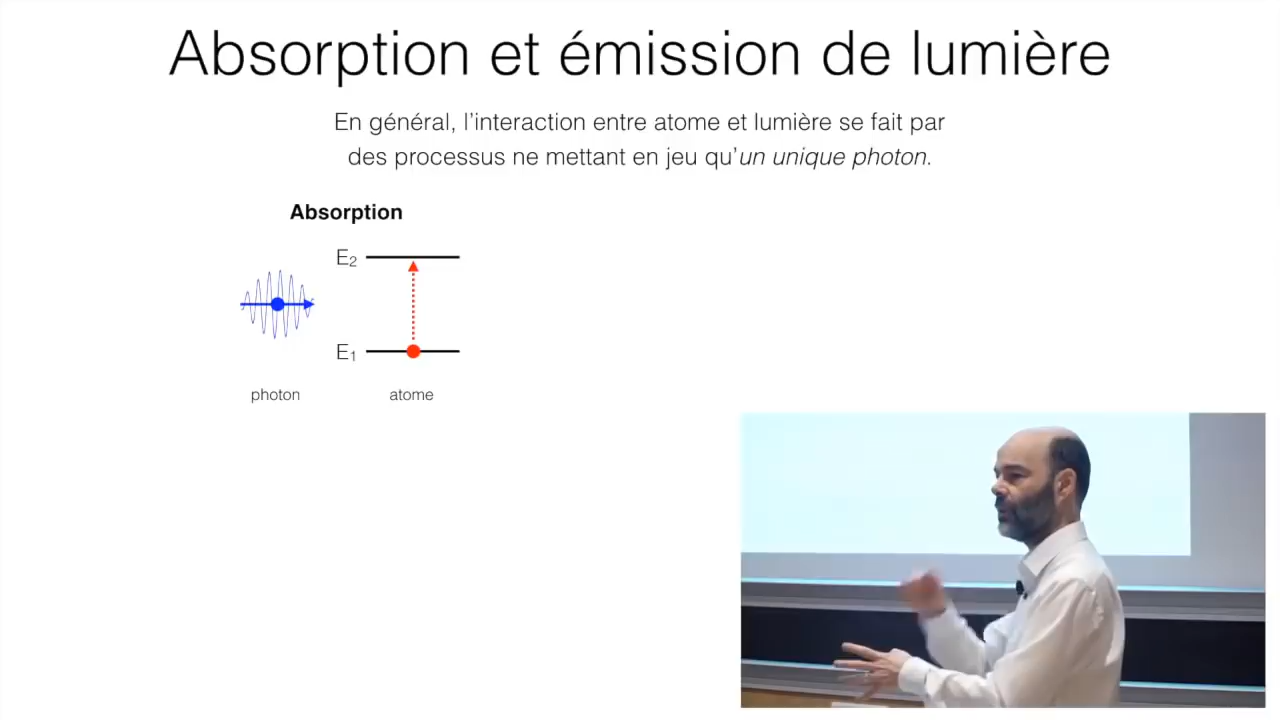 Absorption et émission de lumière
En général, l'interaction entre atome et lumière se fait par
des processus ne mettant en jeu qu'un unique photon.
Absorption
E₂
E₁
photon
atome